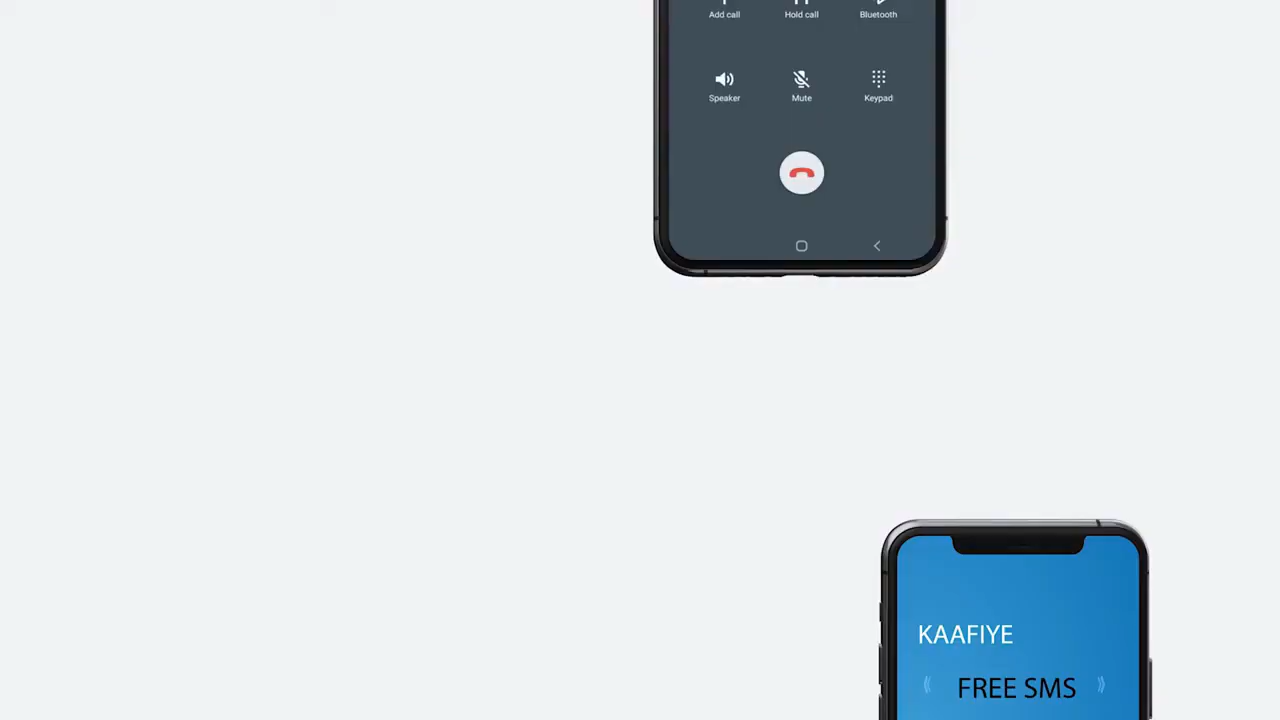 Add call Hold call Bluetooth
Speaker Mute Keypad
KAAFIYE
FREE SMS